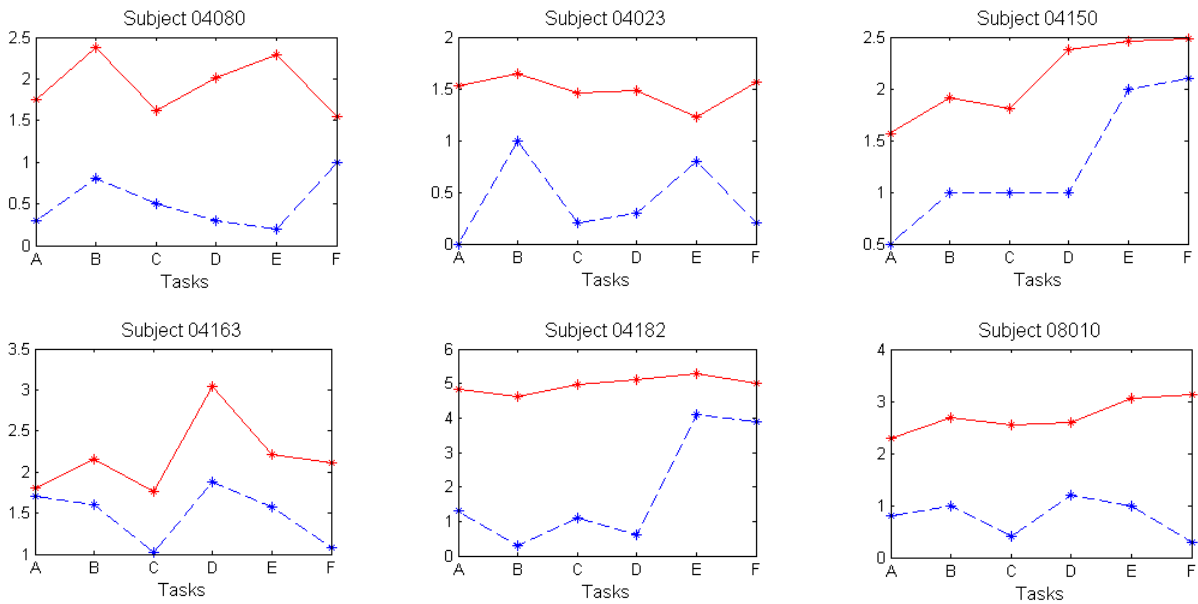 Subject 04080
2.5
2
1.5
1
0.5
0
A B C D E F
Tasks
Subject 04023
2
1.5
1
0.5
0
A B C D E F
Tasks
Subject 04150
2.5
2
1.5
1
0.5
A B C D E F
Tasks
Subject 04163
3.5
3
2.5
2
1.5
1
A B C D E F
Tasks
Subject 04182
6
5
4
3
2
1
0
A B C D E F
Tasks
Subject 08010
4
3
2
1
0
A B C D E F
Tasks